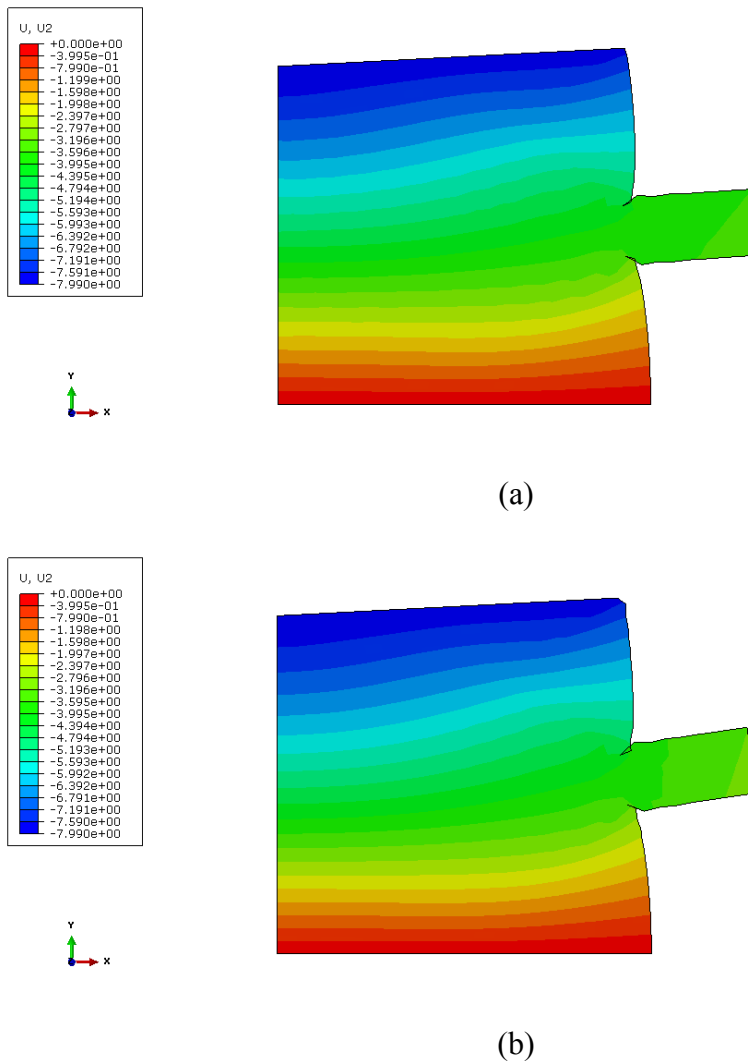 U, U2
+0.000e+00
-3.995e-01
-7.990e-01
-1.199e+00
-1.598e+00
-1.998e+00
-2.397e+00
-2.797e+00
-3.196e+00
-3.596e+00
-3.995e+00
-4.395e+00
-4.794e+00
-5.194e+00
-5.593e+00
-5.993e+00
-6.392e+00
-6.792e+00
-7.191e+00
-7.591e+00
-7.990e+00
Y
X
(a)
U, U2
+0.000e+00
-3.995e-01
-7.990e-01
-1.198e+00
-1.598e+00
-1.997e+00
-2.397e+00
-2.796e+00
-3.196e+00
-3.595e+00
-3.995e+00
-4.394e+00
-4.794e+00
-5.193e+00
-5.593e+00
-5.992e+00
-6.392e+00
-6.791e+00
-7.191e+00
-7.590e+00
-7.990e+00
Y
X
(b)